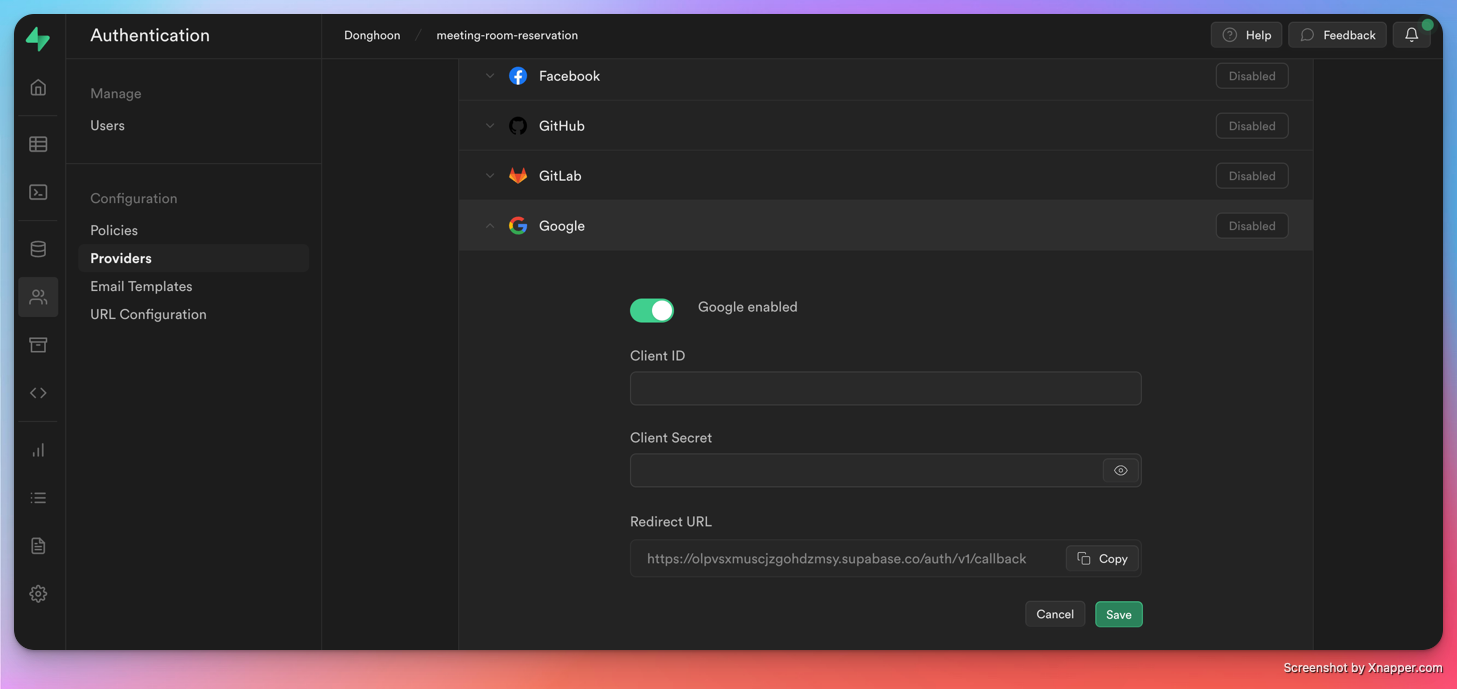 Authentication
Donghoon / meeting-room-reservation
Help
Feedback
Manage
Users
Configuration
Policies
Providers
Email Templates
URL Configuration
Facebook
Disabled
GitHub
Disabled
GitLab
Disabled
Google
Disabled
Google enabled
Client ID
Client Secret
Redirect URL
https://olpvsxmuscjzgohdzmsy.supabase.co/auth/v1/callback
Copy
Cancel
Save
Screenshot by Xnapper.com